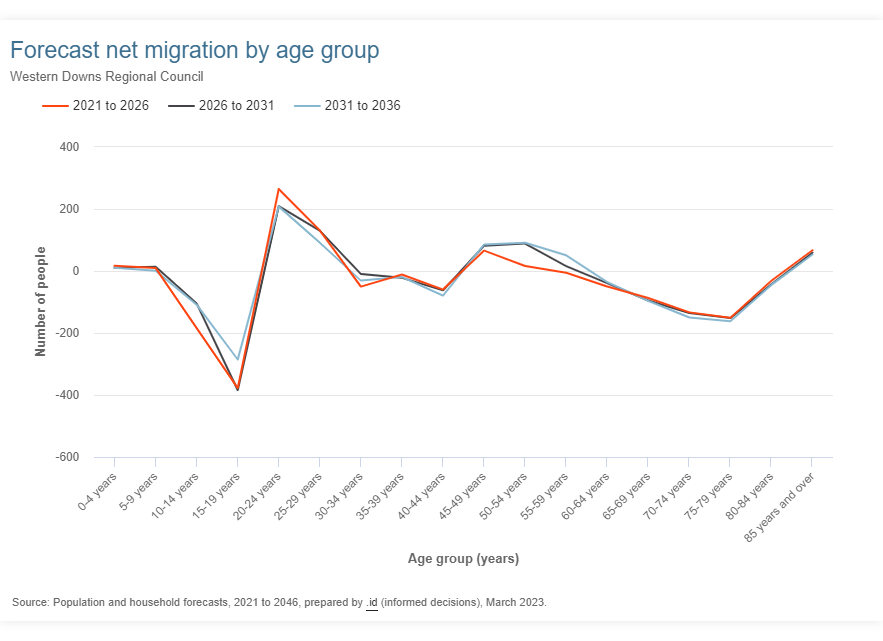 Forecast net migration by age group
Western Downs Regional Council
2021 to 2026 2026 to 2031 2031 to 2036
400
200
0
-200
-400
-600
Number of people
0-4 years
5-9 years
10-14 years
15-19 years
20-24 years
25-29 years
30-34 years
35-39 years
40-44 years
45-49 years
50-54 years
55-59 years
60-64 years
65-69 years
70-74 years
75-79 years
80-84 years
85 years and over
Age group (years)
Source: Population and household forecasts, 2021 to 2046, prepared by .id (informed decisions), March 2023.